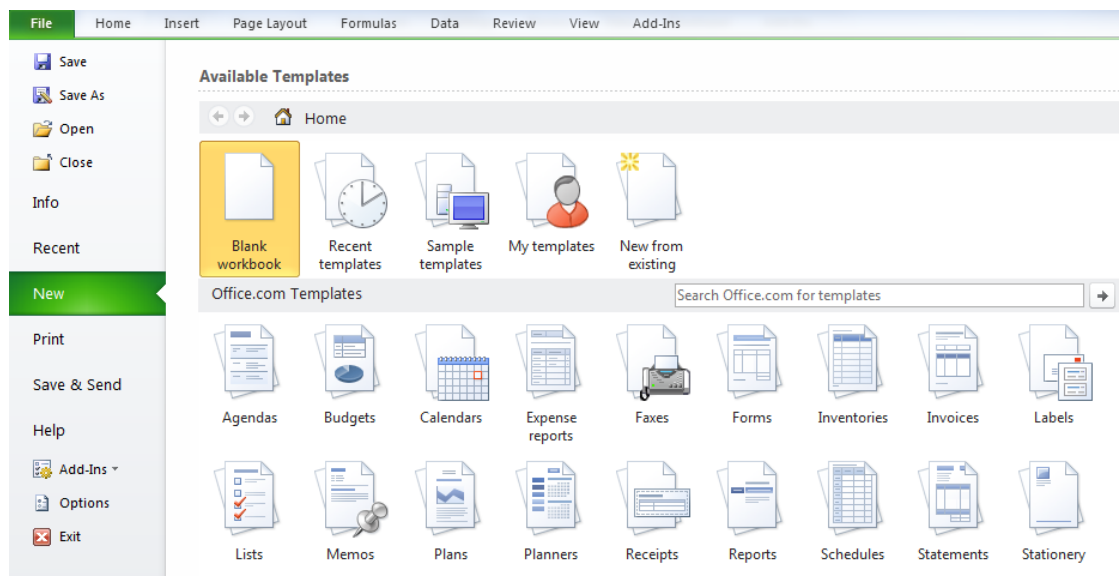 File Home Insert Page Layout Formulas Data Review View Add-Ins
Save
Save As
Open
Close
Info
Recent
New
Print
Save & Send
Help
Add-Ins
Options
Exit
Available Templates
Home
Blank workbook
Recent templates
Sample templates
My templates
New from existing
Office.com Templates
Search Office.com for templates
Agendas
Budgets
Calendars
Expense reports
Faxes
Forms
Inventories
Invoices
Labels
Lists
Memos
Plans
Planners
Receipts
Reports
Schedules
Statements
Stationery